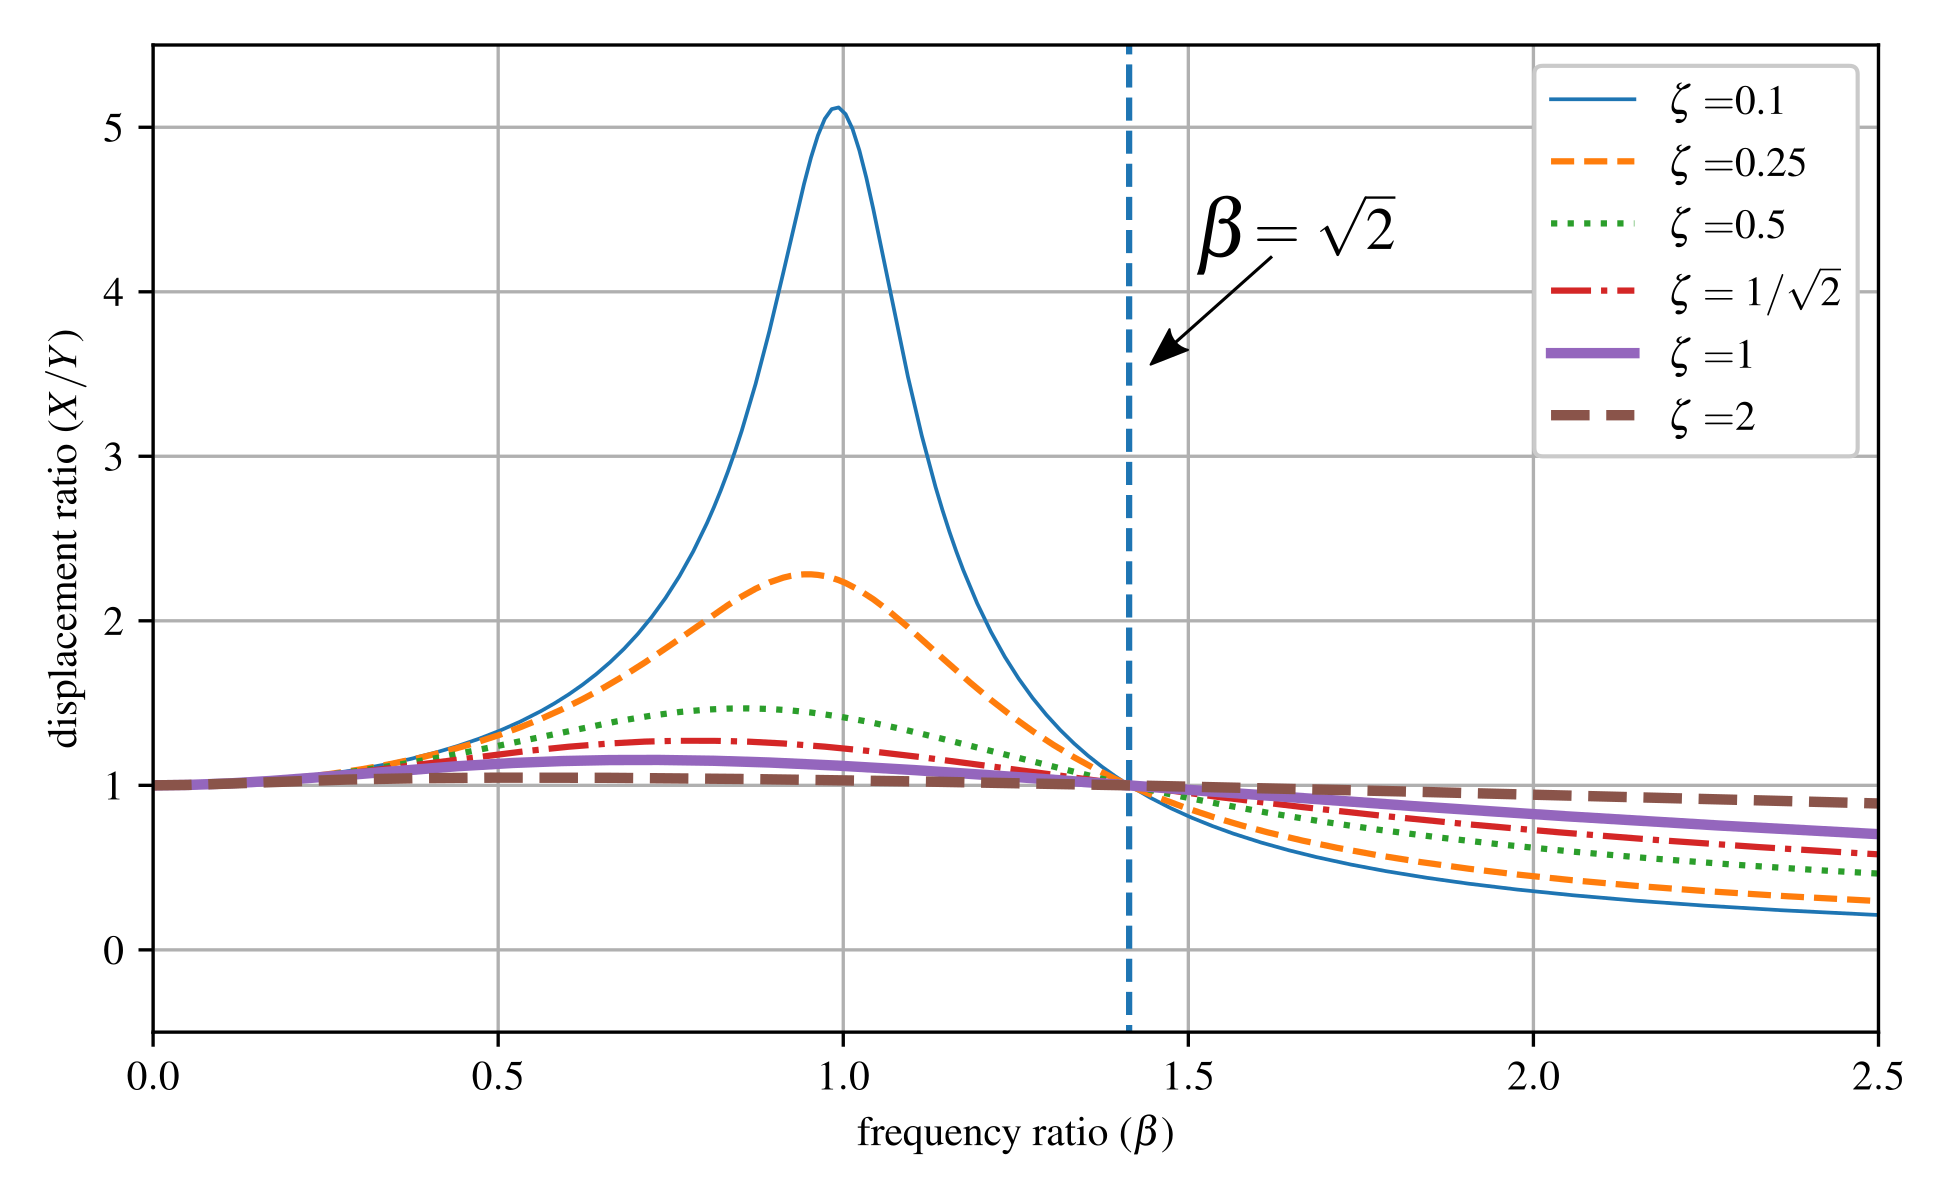 displacement ratio (X/Y)
5
4
3
2
1
0
β = √2
ζ =0.1
ζ =0.25
ζ =0.5
ζ = 1/√2
ζ =1
ζ =2
0.0 0.5 1.0 1.5 2.0 2.5
frequency ratio (β)